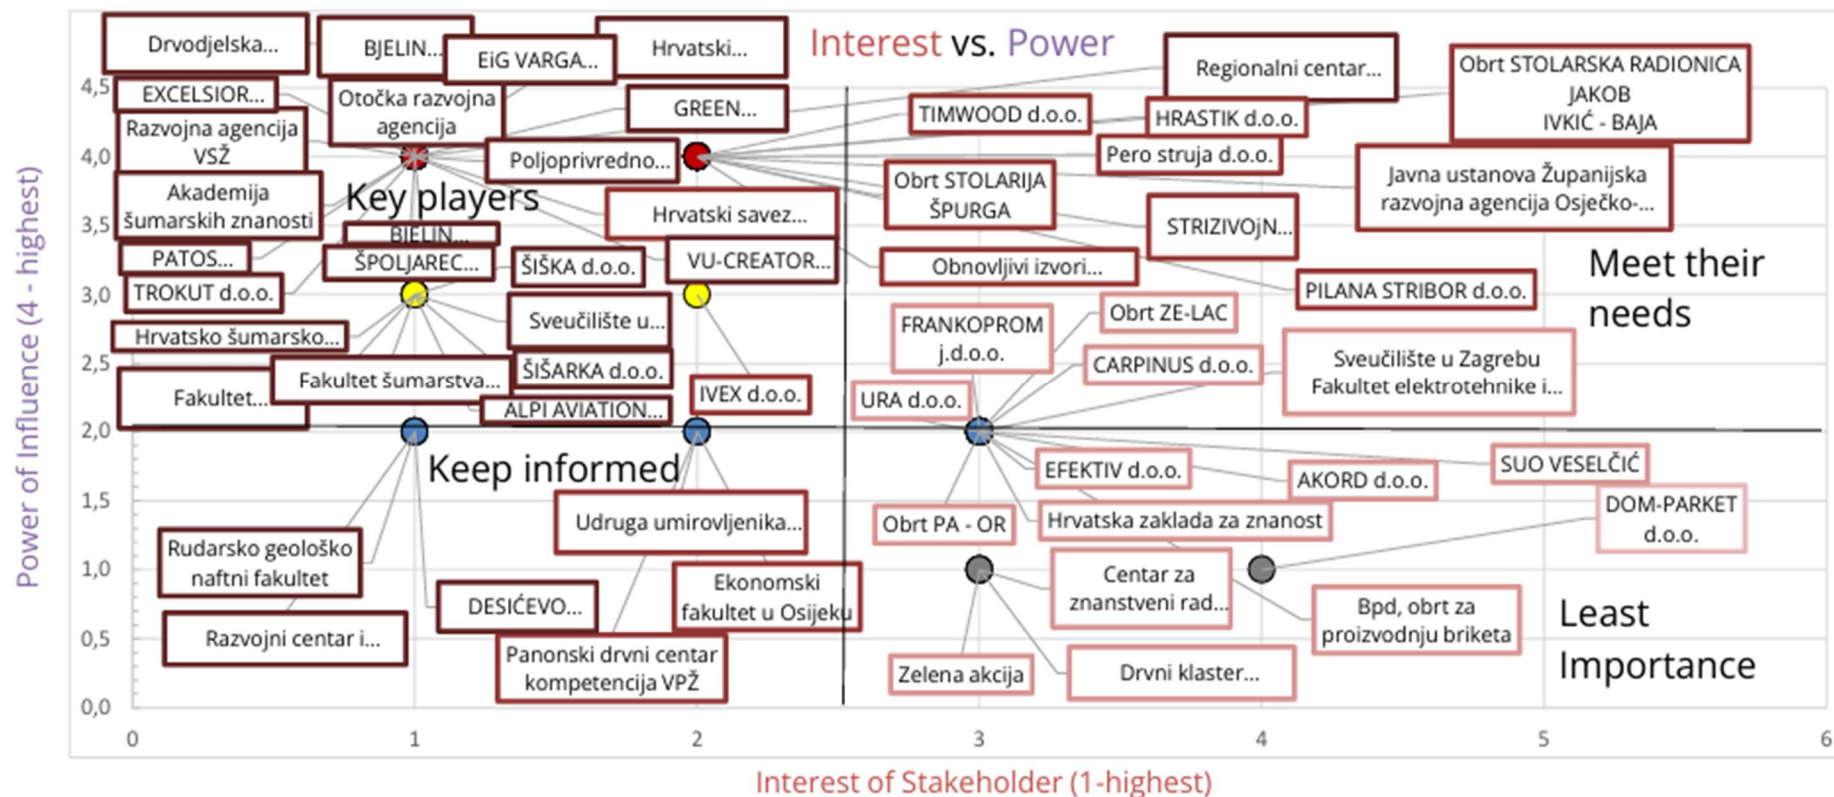 Interest vs. Power
Drvodjelska...
BJELIN...
EiG VARGA...
Hrvatski...
Regionalni centar...
Obrt STOLARSKA RADIONICA
JAKOB
IVKIĆ - BAJA
EXCELSIOR...
Otočka razvojna
agencija
GREEN...
TIMWOOD d.o.o.
HRASTIK d.o.o.
Razvojna agencija
VSŽ
Poljoprivredno...
Pero struja d.o.o.
Akademija
šumarskih znanosti
Key players
Hrvatski savez...
Obrt STOLARIJA
ŠPURGA
STRIZIVOjN...
Javna ustanova Županijska
razvojna agencija Osječko-...
BJELIN...
PATOS...
ŠPOLJAREC...
ŠIŠKA d.o.o.
VU-CREATOR...
Obnovljivi izvori...
Meet their
needs
TROKUT d.o.o.
PILANA STRIBOR d.o.o.
Hrvatsko šumarsko...
Sveučilište u...
FRANKOPROM
j.d.o.o.
Obrt ZE-LAC
Fakultet...
Fakultet šumarstva...
ŠIŠARKA d.o.o.
CARPINUS d.o.o.
Sveučilište u Zagrebu
Fakultet elektrotehnike i...
ALPI AVIATION...
IVEX d.o.o.
URA d.o.o.
Keep informed
EFEKTIV d.o.o.
AKORD d.o.o.
SUO VESELČIĆ
Udruga umirovljenika...
Obrt PA - OR
Hrvatska zaklada za znanost
DOM-PARKET
d.o.o.
Rudarsko geološko
naftni fakultet
DESIĆEVO...
Ekonomski
fakultet u Osijeku
Centar za
znanstveni rad...
Bpd, obrt za
proizvodnju briketa
Least
Importance
Razvojni centar i...
Panonski drvni centar
kompetencija VPŽ
Zelena akcija
Drvni klaster...
Power of Influence (4 - highest)
4,5
4,0
3,5
3,0
2,5
2,0
1,5
1,0
0,5
0,0
0 1 2 3 4 5 6
Interest of Stakeholder (1-highest)